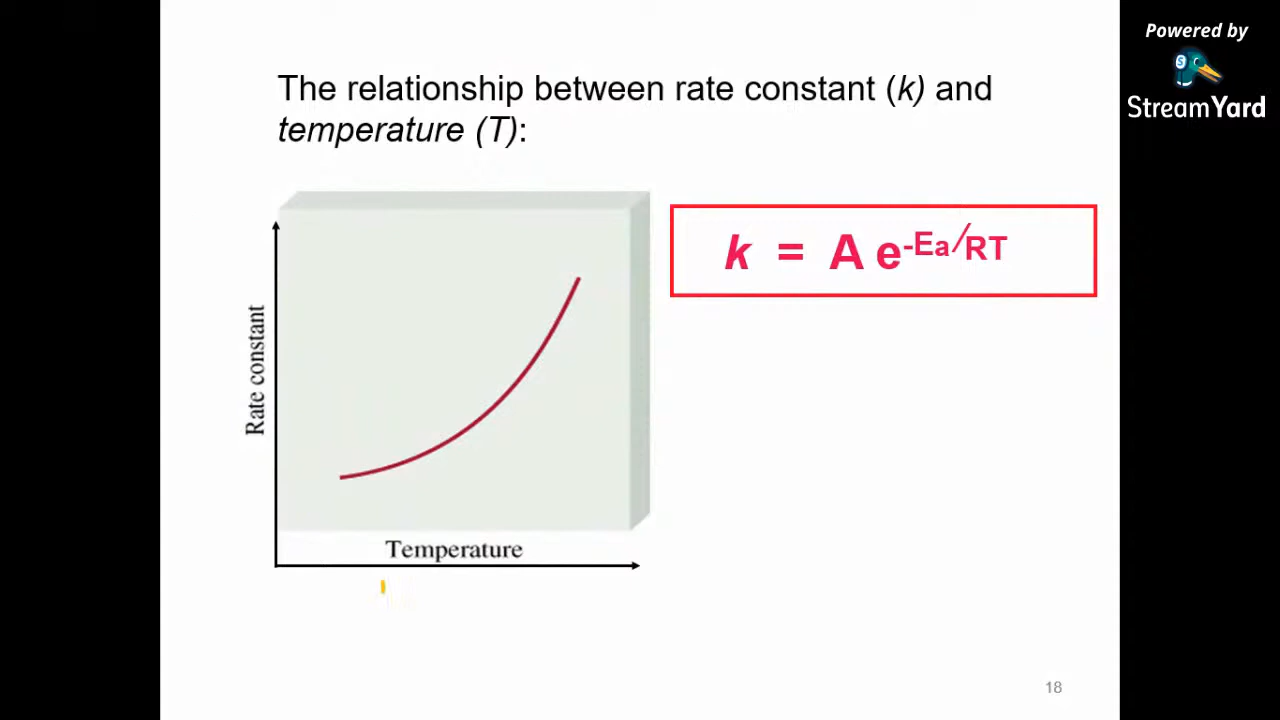 Powered by
StreamYard
The relationship between rate constant (k) and
temperature (T):
k = A e-Ea/RT
Rate constant
Temperature
18